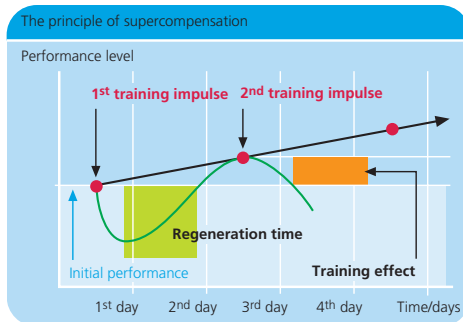 The principle of supercompensation
Performance level
1st training impulse 2nd training impulse
Regeneration time
Initial performance
Training effect
1st day 2nd day 3rd day 4th day Time/days